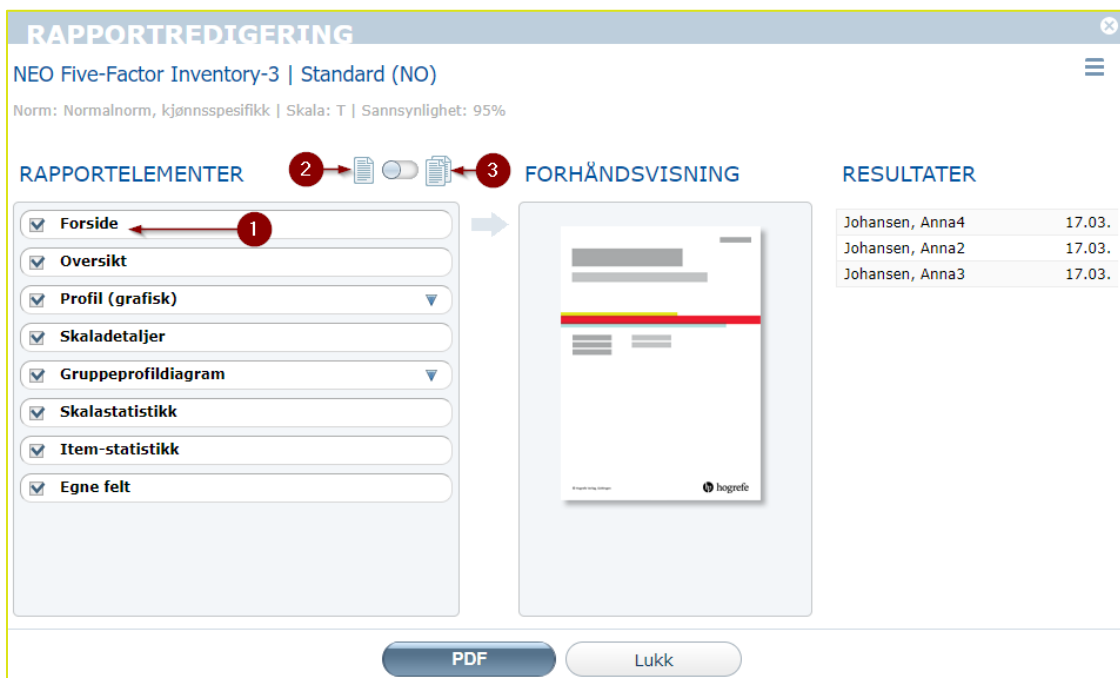 RAPPORTREDIGERING
NEO Five-Factor Inventory-3 | Standard (NO)
Norm: Normalnorm, kjønnsspesifikk | Skala: T | Sannsynlighet: 95%
RAPPORTELEMENTER
2
3
FORHÅNDSVISNING
RESULTATER
Forside
1
Oversikt
Profil (grafisk)
Skaladetaljer
Gruppeprofildiagram
Skalastatistikk
Item-statistikk
Egne felt
hogrefe
Johansen, Anna4 17.03.
Johansen, Anna2 17.03.
Johansen, Anna3 17.03.
PDF
Lukk